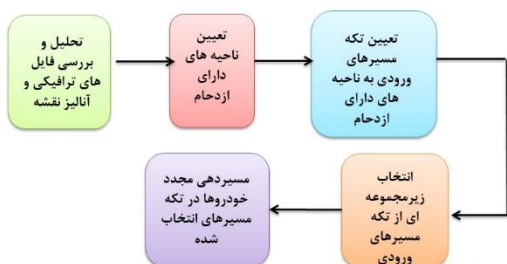 تحلیل و
بررسی فایل
های ترافیکی و
آنالیز نقشه
تعیین
ناحیه های
دارای
ازدحام
تعیین تکه
مسیرهای
ورودی به ناحیه
های دارای
ازدحام
انتخاب
زیرمجموعه
ای از تکه
مسیرهای
ورودی
مسیردهی مجدد
خودروها در تکه
مسیرهای انتخاب
شده